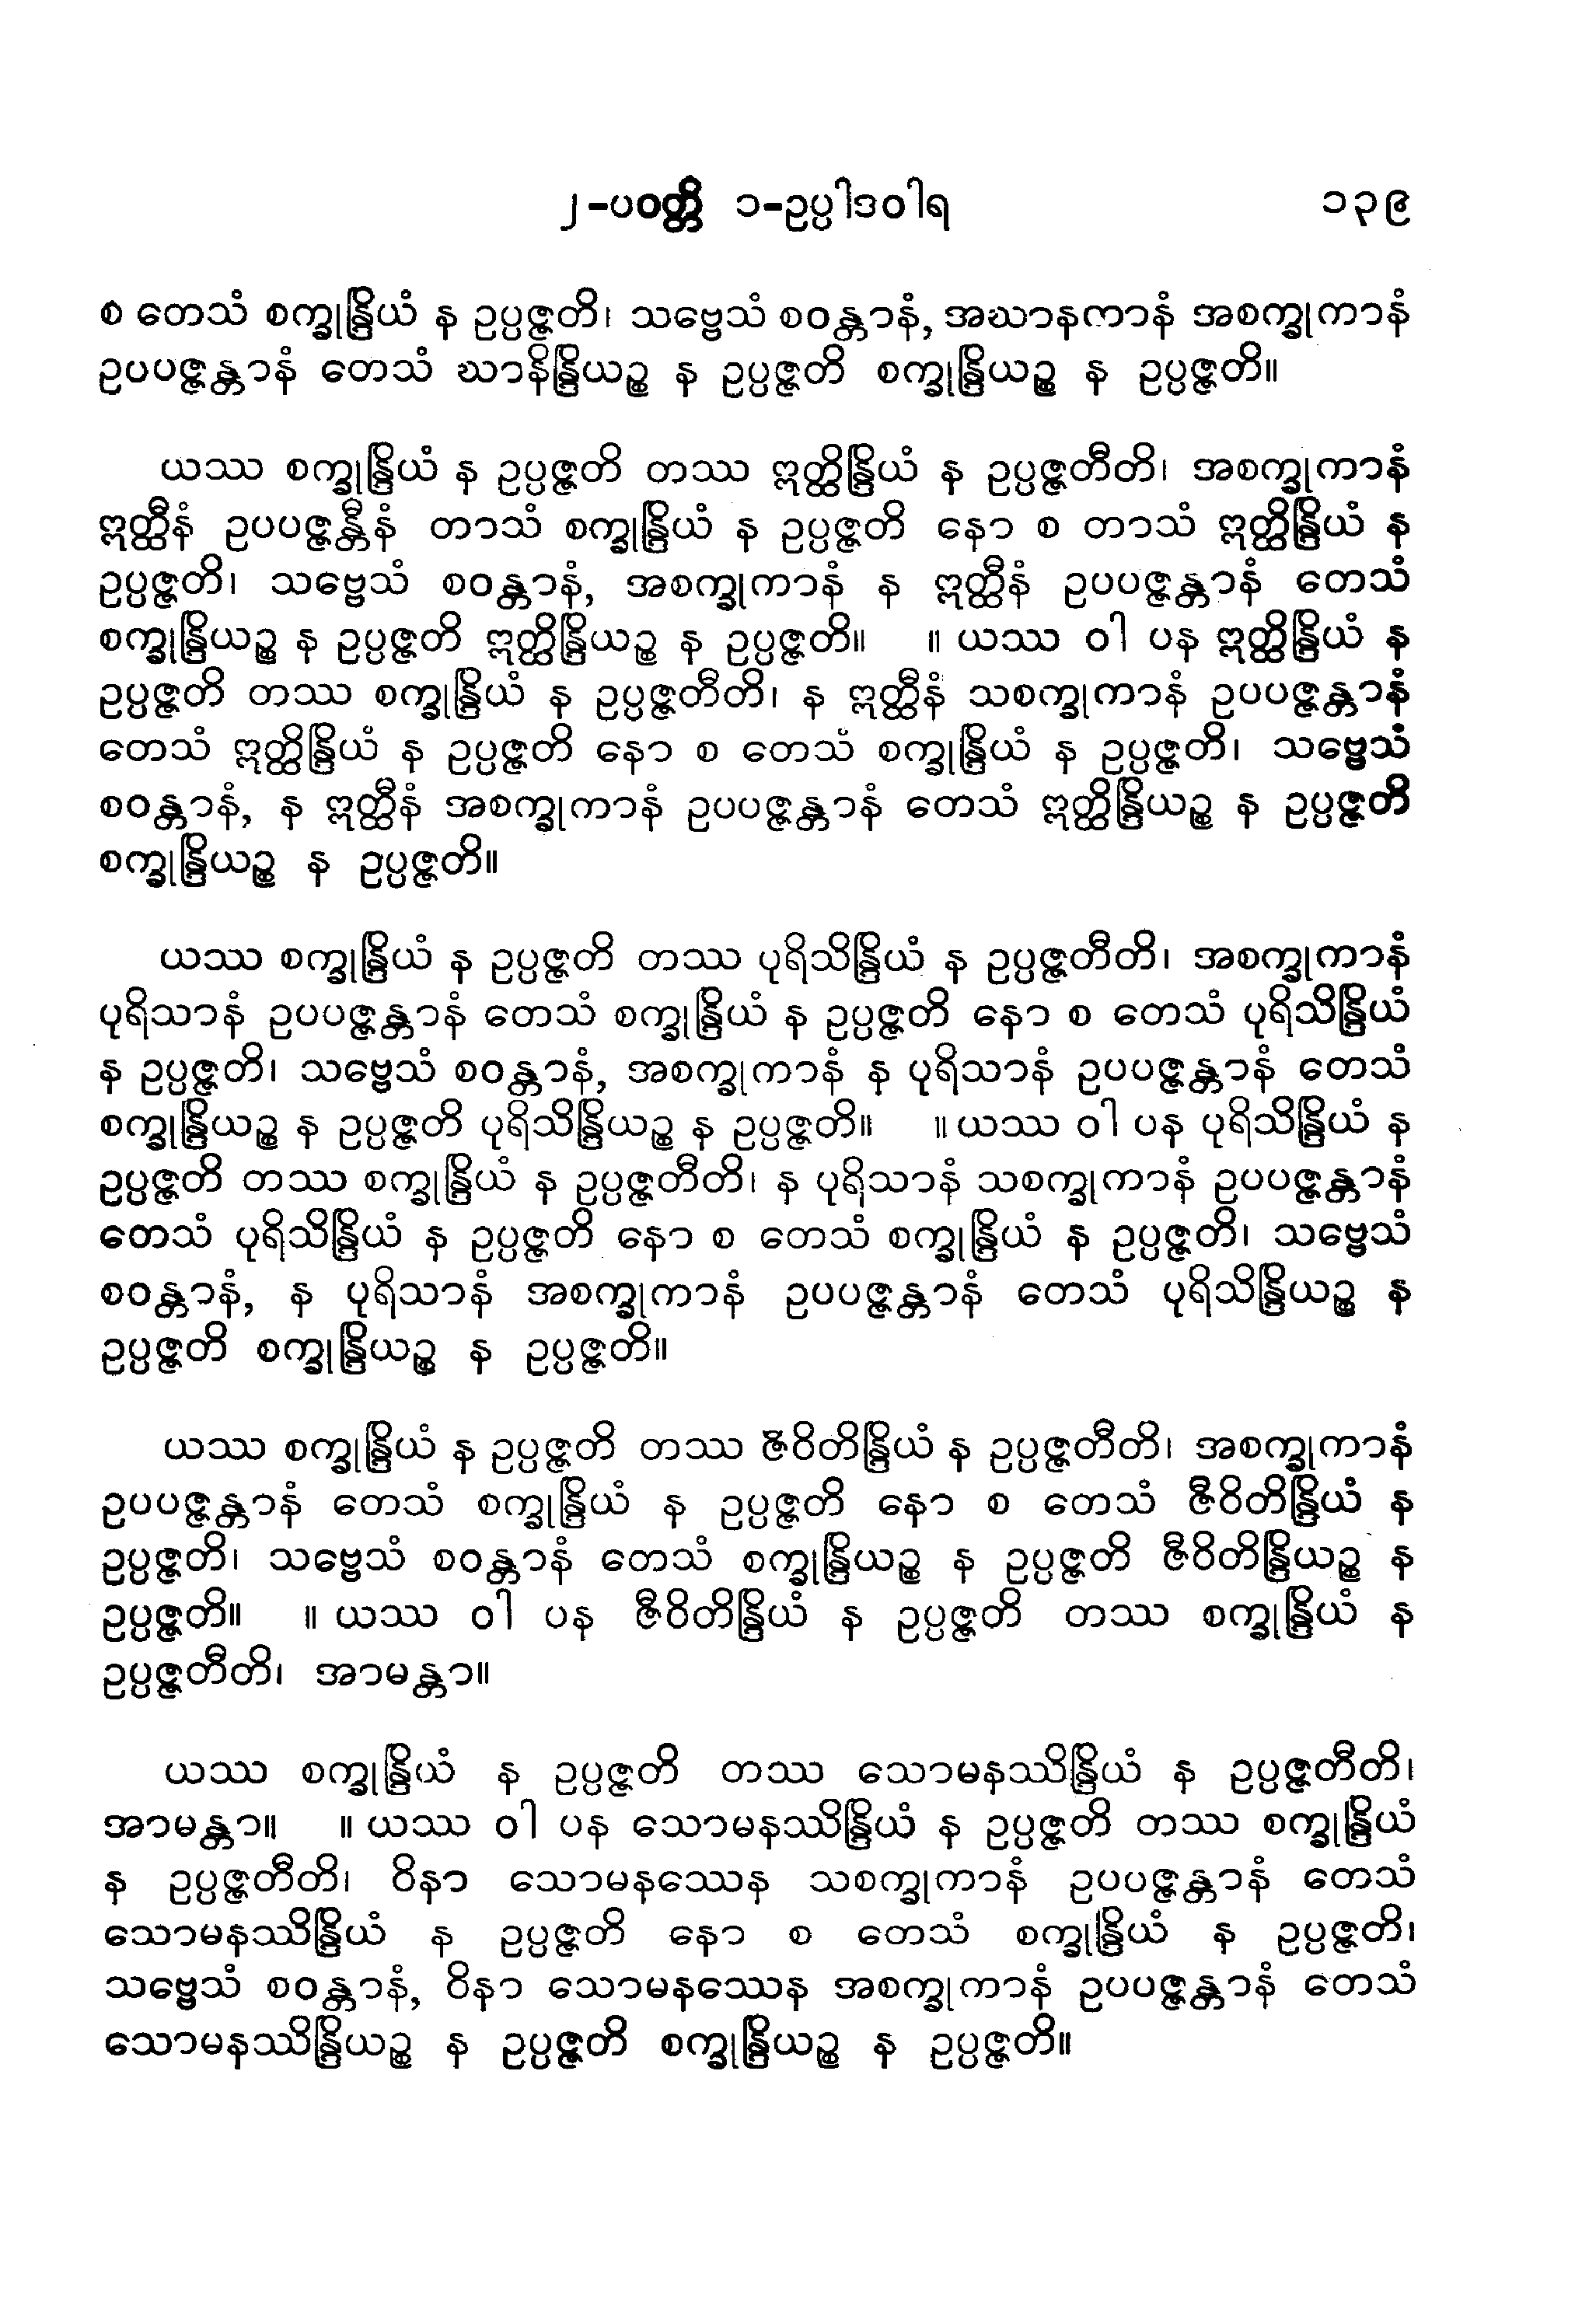 ၂-ပဝတ္တိ ၁-ဥပ္ပါဒဝါရ ၁၃၉
စ တေသံ စက္ခုန္ဒြိယံ န ဥပ္ပဇ္ဇတိ၊ သဗ္ဗေသံ စဝန္တာနံ, အဃာနကာနံ အစက္ခုကာနံ
ဥပပဇ္ဇန္တာနံ တေသံ ဃာနိန္ဒြိယဉ္စ န ဥပ္ပဇ္ဇတိ စက္ခုန္ဒြိယဉ္စ န ဥပ္ပဇ္ဇတိ။
ယဿ စက္ခုန္ဒြိယံ န ဥပ္ပဇ္ဇတိ တဿ ဣတ္ထိန္ဒြိယံ န ဥပ္ပဇ္ဇတီတိ၊ အစက္ခုကာနံ
ဣတ္ထီနံ ဥပပဇ္ဇန္တီနံ တာသံ စက္ခုန္ဒြိယံ န ဥပ္ပဇ္ဇတိ နော စ တာသံ ဣတ္ထိန္ဒြိယံ န
ဥပ္ပဇ္ဇတိ၊ သဗ္ဗေသံ စဝန္တာနံ, အစက္ခုကာနံ န ဣတ္ထီနံ ဥပပဇ္ဇန္တာနံ တေသံ
စက္ခုန္ဒြိယဉ္စ န ဥပ္ပဇ္ဇတိ ဣတ္ထိန္ဒြိယဉ္စ န ဥပ္ပဇ္ဇတိ။ ။ ယဿ ဝါ ပန ဣတ္ထိန္ဒြိယံ န
ဥပ္ပဇ္ဇတိ တဿ စက္ခုန္ဒြိယံ န ဥပ္ပဇ္ဇတီတိ၊ န ဣတ္ထီနံ သစက္ခုကာနံ ဥပပဇ္ဇန္တာနံ
တေသံ ဣတ္ထိန္ဒြိယံ န ဥပ္ပဇ္ဇတိ နော စ တေသံ စက္ခုန္ဒြိယံ န ဥပ္ပဇ္ဇတိ၊ သဗ္ဗေသံ
စဝန္တာနံ, န ဣတ္ထီနံ အစက္ခုကာနံ ဥပပဇ္ဇန္တာနံ တေသံ ဣတ္ထိန္ဒြိယဉ္စ န ဥပ္ပဇ္ဇတိ
စက္ခုန္ဒြိယဉ္စ န ဥပ္ပဇ္ဇတိ။
ယဿ စက္ခုန္ဒြိယံ န ဥပ္ပဇ္ဇတိ တဿ ပုရိသိန္ဒြိယံ န ဥပ္ပဇ္ဇတီတိ၊ အစက္ခုကာနံ
ပုရိသာနံ ဥပပဇ္ဇန္တာနံ တေသံ စက္ခုန္ဒြိယံ န ဥပ္ပဇ္ဇတိ နော စ တေသံ ပုရိသိန္ဒြိယံ
န ဥပ္ပဇ္ဇတိ၊ သဗ္ဗေသံ စဝန္တာနံ, အစက္ခုကာနံ န ပုရိသာနံ ဥပပဇ္ဇန္တာနံ တေသံ
စက္ခုန္ဒြိယဉ္စ န ဥပ္ပဇ္ဇတိ ပုရိသိန္ဒြိယဉ္စ န ဥပ္ပဇ္ဇတိ။ ။ ယဿ ဝါ ပန ပုရိသိန္ဒြိယံ န
ဥပ္ပဇ္ဇတိ တဿ စက္ခုန္ဒြိယံ န ဥပ္ပဇ္ဇတီတိ၊ န ပုရိသာနံ သစက္ခုကာနံ ဥပပဇ္ဇန္တာနံ
တေသံ ပုရိသိန္ဒြိယံ န ဥပ္ပဇ္ဇတိ နော စ တေသံ စက္ခုန္ဒြိယံ န ဥပ္ပဇ္ဇတိ၊ သဗ္ဗေသံ
စဝန္တာနံ, န ပုရိသာနံ အစက္ခုကာနံ ဥပပဇ္ဇန္တာနံ တေသံ ပုရိသိန္ဒြိယဉ္စ န
ဥပ္ပဇ္ဇတိ စက္ခုန္ဒြိယဉ္စ န ဥပ္ပဇ္ဇတိ။
ယဿ စက္ခုန္ဒြိယံ န ဥပ္ပဇ္ဇတိ တဿ ဇီဝိတိန္ဒြိယံ န ဥပ္ပဇ္ဇတီတိ၊ အစက္ခုကာနံ
ဥပပဇ္ဇန္တာနံ တေသံ စက္ခုန္ဒြိယံ န ဥပ္ပဇ္ဇတိ နော စ တေသံ ဇီဝိတိန္ဒြိယံ န
ဥပ္ပဇ္ဇတိ၊ သဗ္ဗေသံ စဝန္တာနံ တေသံ စက္ခုန္ဒြိယဉ္စ န ဥပ္ပဇ္ဇတိ ဇီဝိတိန္ဒြိယဉ္စ န
ဥပ္ပဇ္ဇတိ။ ။ ယဿ ဝါ ပန ဇီဝိတိန္ဒြိယံ န ဥပ္ပဇ္ဇတိ တဿ စက္ခုန္ဒြိယံ န
ဥပ္ပဇ္ဇတီတိ၊ အာမန္တာ။
ယဿ စက္ခုန္ဒြိယံ န ဥပ္ပဇ္ဇတိ တဿ သောမနဿိန္ဒြိယံ န ဥပ္ပဇ္ဇတီတိ၊
အာမန္တာ။ ။ ယဿ ဝါ ပန သောမနဿိန္ဒြိယံ န ဥပ္ပဇ္ဇတိ တဿ စက္ခုန္ဒြိယံ
န ဥပ္ပဇ္ဇတီတိ၊ ဝိနာ သောမနဿေန သစက္ခုကာနံ ဥပပဇ္ဇန္တာနံ တေသံ
သောမနဿိန္ဒြိယံ န ဥပ္ပဇ္ဇတိ နော စ တေသံ စက္ခုန္ဒြိယံ န ဥပ္ပဇ္ဇတိ၊
သဗ္ဗေသံ စဝန္တာနံ, ဝိနာ သောမနဿေန အစက္ခုကာနံ ဥပပဇ္ဇန္တာနံ တေသံ
သောမနဿိန္ဒြိယဉ္စ န ဥပ္ပဇ္ဇတိ စက္ခုန္ဒြိယဉ္စ န ဥပ္ပဇ္ဇတိ။